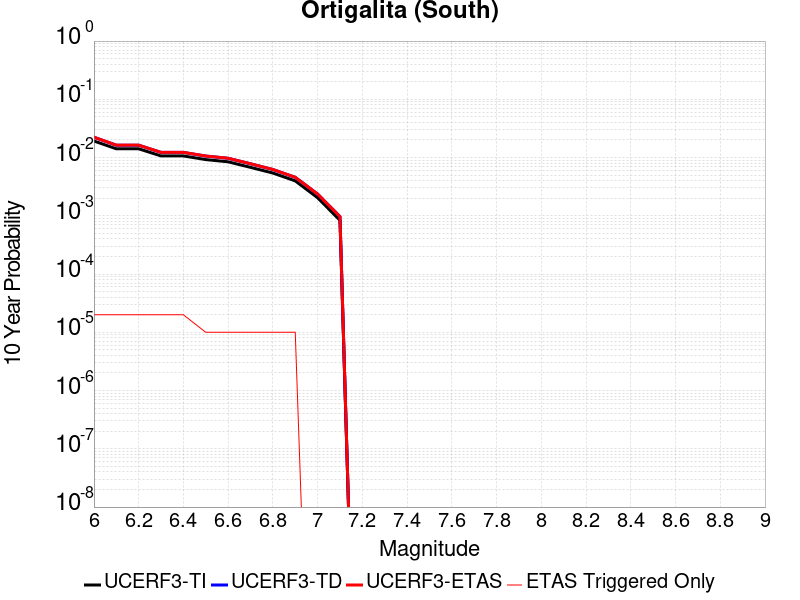 Ortigalita (South)
10^0
10^-1
10^-2
10^-3
10^-4
10^-5
10^-6
10^-7
10^-8
10 Year Probability
6 6.2 6.4 6.6 6.8 7 7.2 7.4 7.6 7.8 8 8.2 8.4 8.6 8.8 9
Magnitude
UCERF3-TI UCERF3-TD UCERF3-ETAS ETAS Triggered Only